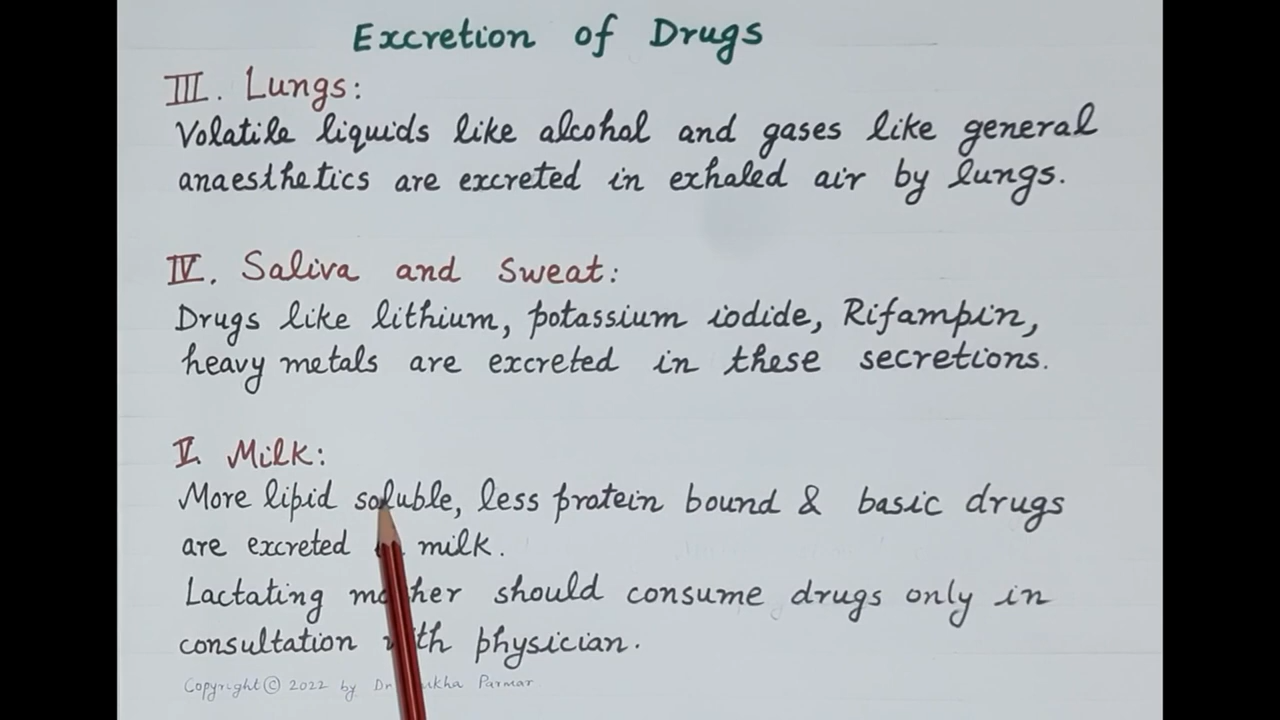 Excretion of Drugs
III. Lungs:
Volatile liquids like alcohol and gases like general
anaesthetics are excreted in exhaled air by lungs.
IV. Saliva and Sweat:
Drugs like lithium, potassium iodide, Rifampin,
heavy metals are excreted in these secretions.
V. Milk:
More lipid soluble, less protein bound & basic drugs
are excreted milk.
Lactating mother should consume drugs only in
consultation with physician.
Copyright © 2022 by Dr Parmar